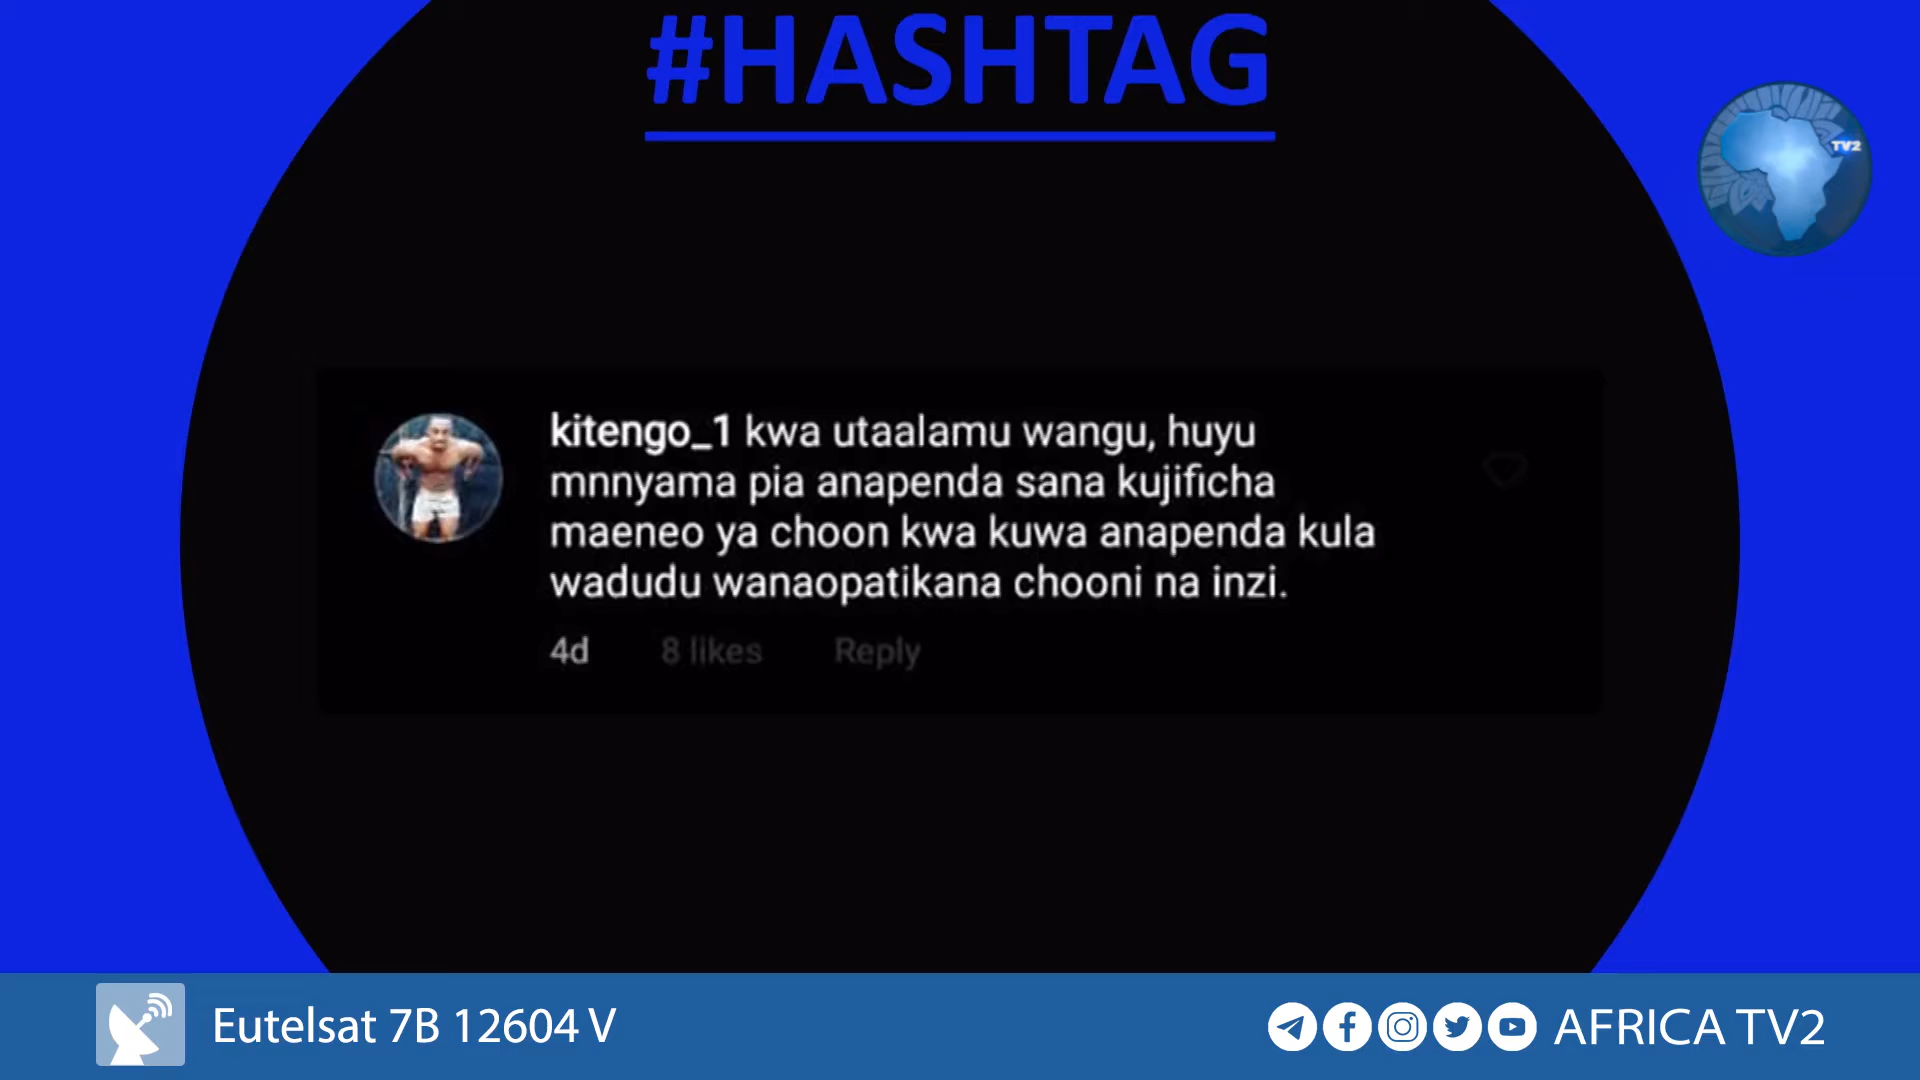 #HASHTAG
TV2
kitengo_1 kwa utaalamu wangu, huyu
mnnyama pia anapenda sana kujificha
maeneo ya choon kwa kuwa anapenda kula
wadudu wanaopatikana chooni na inzi.
4d 8 likes Reply
Eutelsat 7B 12604 V
AFRICA TV2